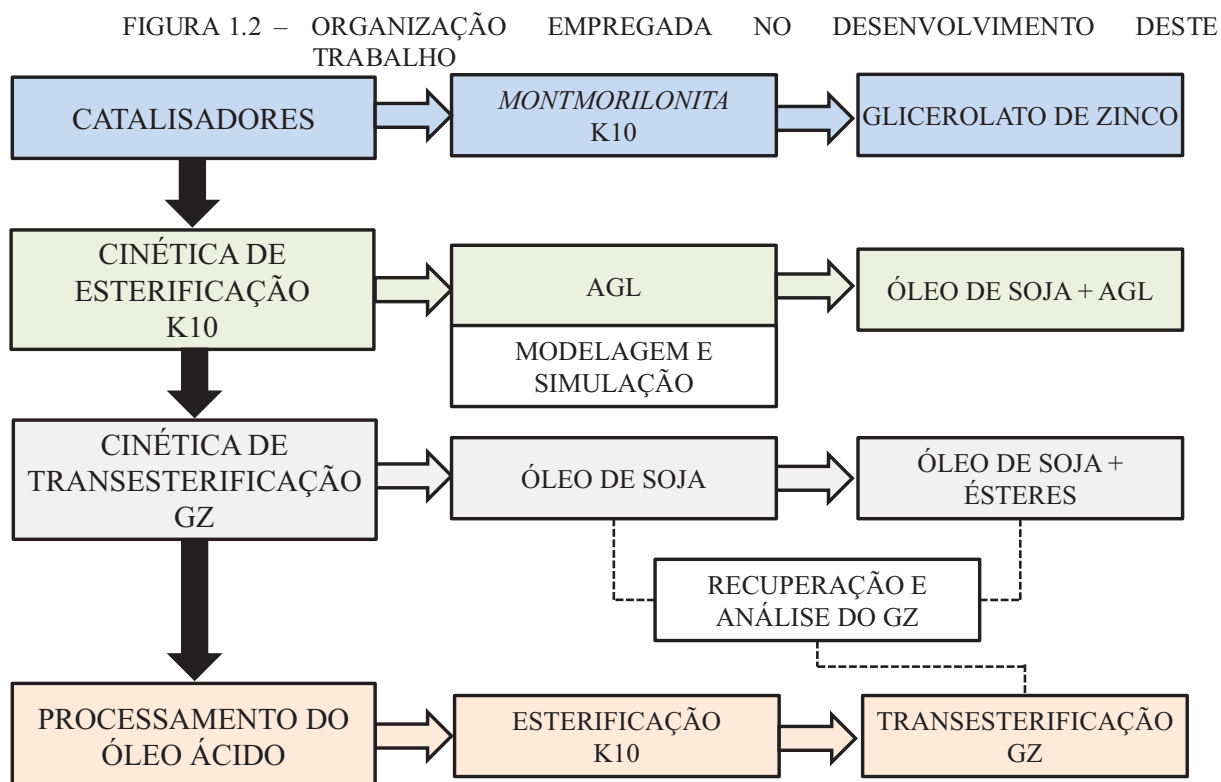 FIGURA 1.2 – ORGANIZAÇÃO EMPREGADA NO DESENVOLVIMENTO DESTE
TRABALHO
CATALISADORES
MONTMORILONITA
K10
GLICEROLATO DE ZINCO
CINÉTICA DE
ESTERIFICAÇÃO
K10
AGL
MODELAGEM E
SIMULAÇÃO
ÓLEO DE SOJA + AGL
CINÉTICA DE
TRANSESTERIFICAÇÃO
GZ
ÓLEO DE SOJA
ÓLEO DE SOJA +
ÉSTERES
RECUPERAÇÃO E
ANÁLISE DO GZ
PROCESSAMENTO DO
ÓLEO ÁCIDO
ESTERIFICAÇÃO
K10
TRANSESTERIFICAÇÃO
GZ